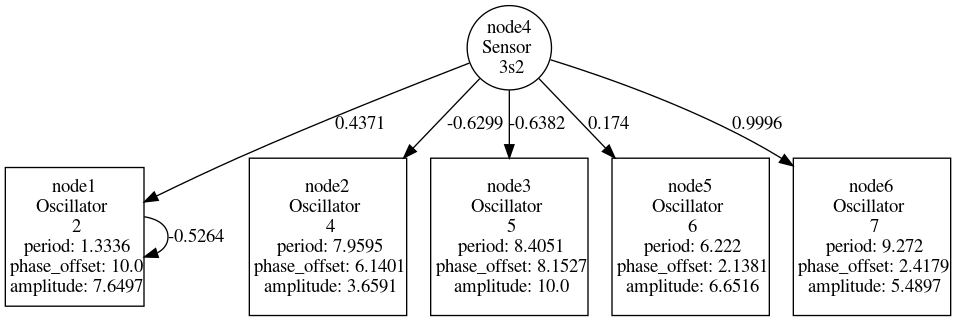 node4
Sensor
3s2
0.4371
-0.6299
-0.6382
0.174
0.9996
node1
Oscillator
2
period: 1.3336
phase_offset: 10.0
amplitude: 7.6497
-0.5264
node2
Oscillator
4
period: 7.9595
phase_offset: 6.1401
amplitude: 3.6591
node3
Oscillator
5
period: 8.4051
phase_offset: 8.1527
amplitude: 10.0
node5
Oscillator
6
period: 6.222
phase_offset: 2.1381
amplitude: 6.6516
node6
Oscillator
7
period: 9.272
phase_offset: 2.4179
amplitude: 5.4897